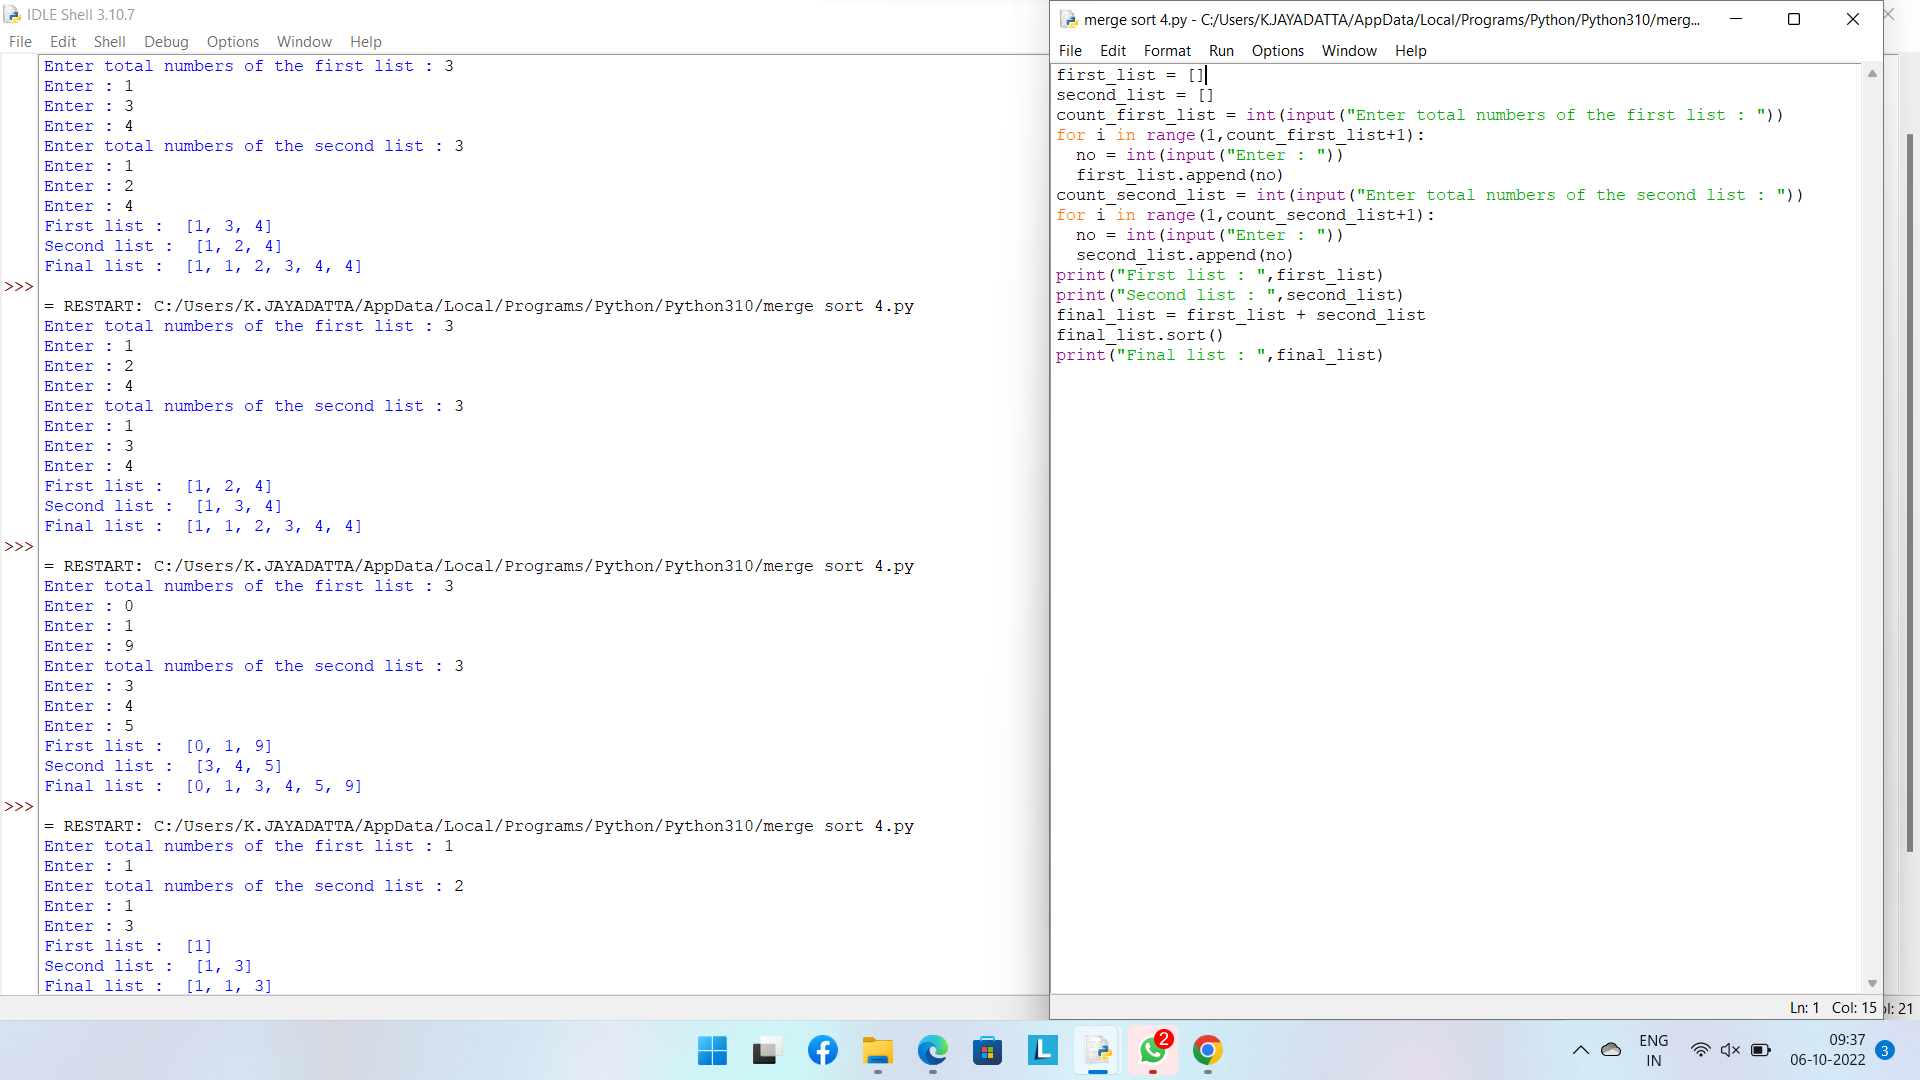 IDLE Shell 3.10.7
File Edit Shell Debug Options Window Help
Enter total numbers of the first list : 3
Enter : 1
Enter : 3
Enter : 4
Enter total numbers of the second list : 3
Enter : 1
Enter : 2
Enter : 4
First list :  [1, 3, 4]
Second list :  [1, 2, 4]
Final list :  [1, 1, 2, 3, 4, 4]
>>>
= RESTART: C:/Users/K.JAYADATTA/AppData/Local/Programs/Python/Python310/merge sort 4.py
Enter total numbers of the first list : 3
Enter : 1
Enter : 2
Enter : 4
Enter total numbers of the second list : 3
Enter : 1
Enter : 3
Enter : 4
First list :  [1, 2, 4]
Second list :  [1, 3, 4]
Final list :  [1, 1, 2, 3, 4, 4]
>>>
= RESTART: C:/Users/K.JAYADATTA/AppData/Local/Programs/Python/Python310/merge sort 4.py
Enter total numbers of the first list : 3
Enter : 0
Enter : 1
Enter : 9
Enter total numbers of the second list : 3
Enter : 3
Enter : 4
Enter : 5
First list :  [0, 1, 9]
Second list :  [3, 4, 5]
Final list :  [0, 1, 3, 4, 5, 9]
>>>
= RESTART: C:/Users/K.JAYADATTA/AppData/Local/Programs/Python/Python310/merge sort 4.py
Enter total numbers of the first list : 1
Enter : 1
Enter total numbers of the second list : 2
Enter : 1
Enter : 3
First list :  [1]
Second list :  [1, 3]
Final list :  [1, 1, 3]
merge sort 4.py - C:/Users/K.JAYADATTA/AppData/Local/Programs/Python/Python310/merg...
File Edit Format Run Options Window Help
first_list = []
second_list = []
count_first_list = int(input("Enter total numbers of the first list : "))
for i in range(1,count_first_list+1):
  no = int(input("Enter : "))
  first_list.append(no)
count_second_list = int(input("Enter total numbers of the second list : "))
for i in range(1,count_second_list+1):
  no = int(input("Enter : "))
  second_list.append(no)
print("First list : ",first_list)
print("Second list : ",second_list)
final_list = first_list + second_list
final_list.sort()
print("Final list : ",final_list)
Ln: 1 Col: 15
ol: 21
L
2
ENG
IN
09:37
06-10-2022
3